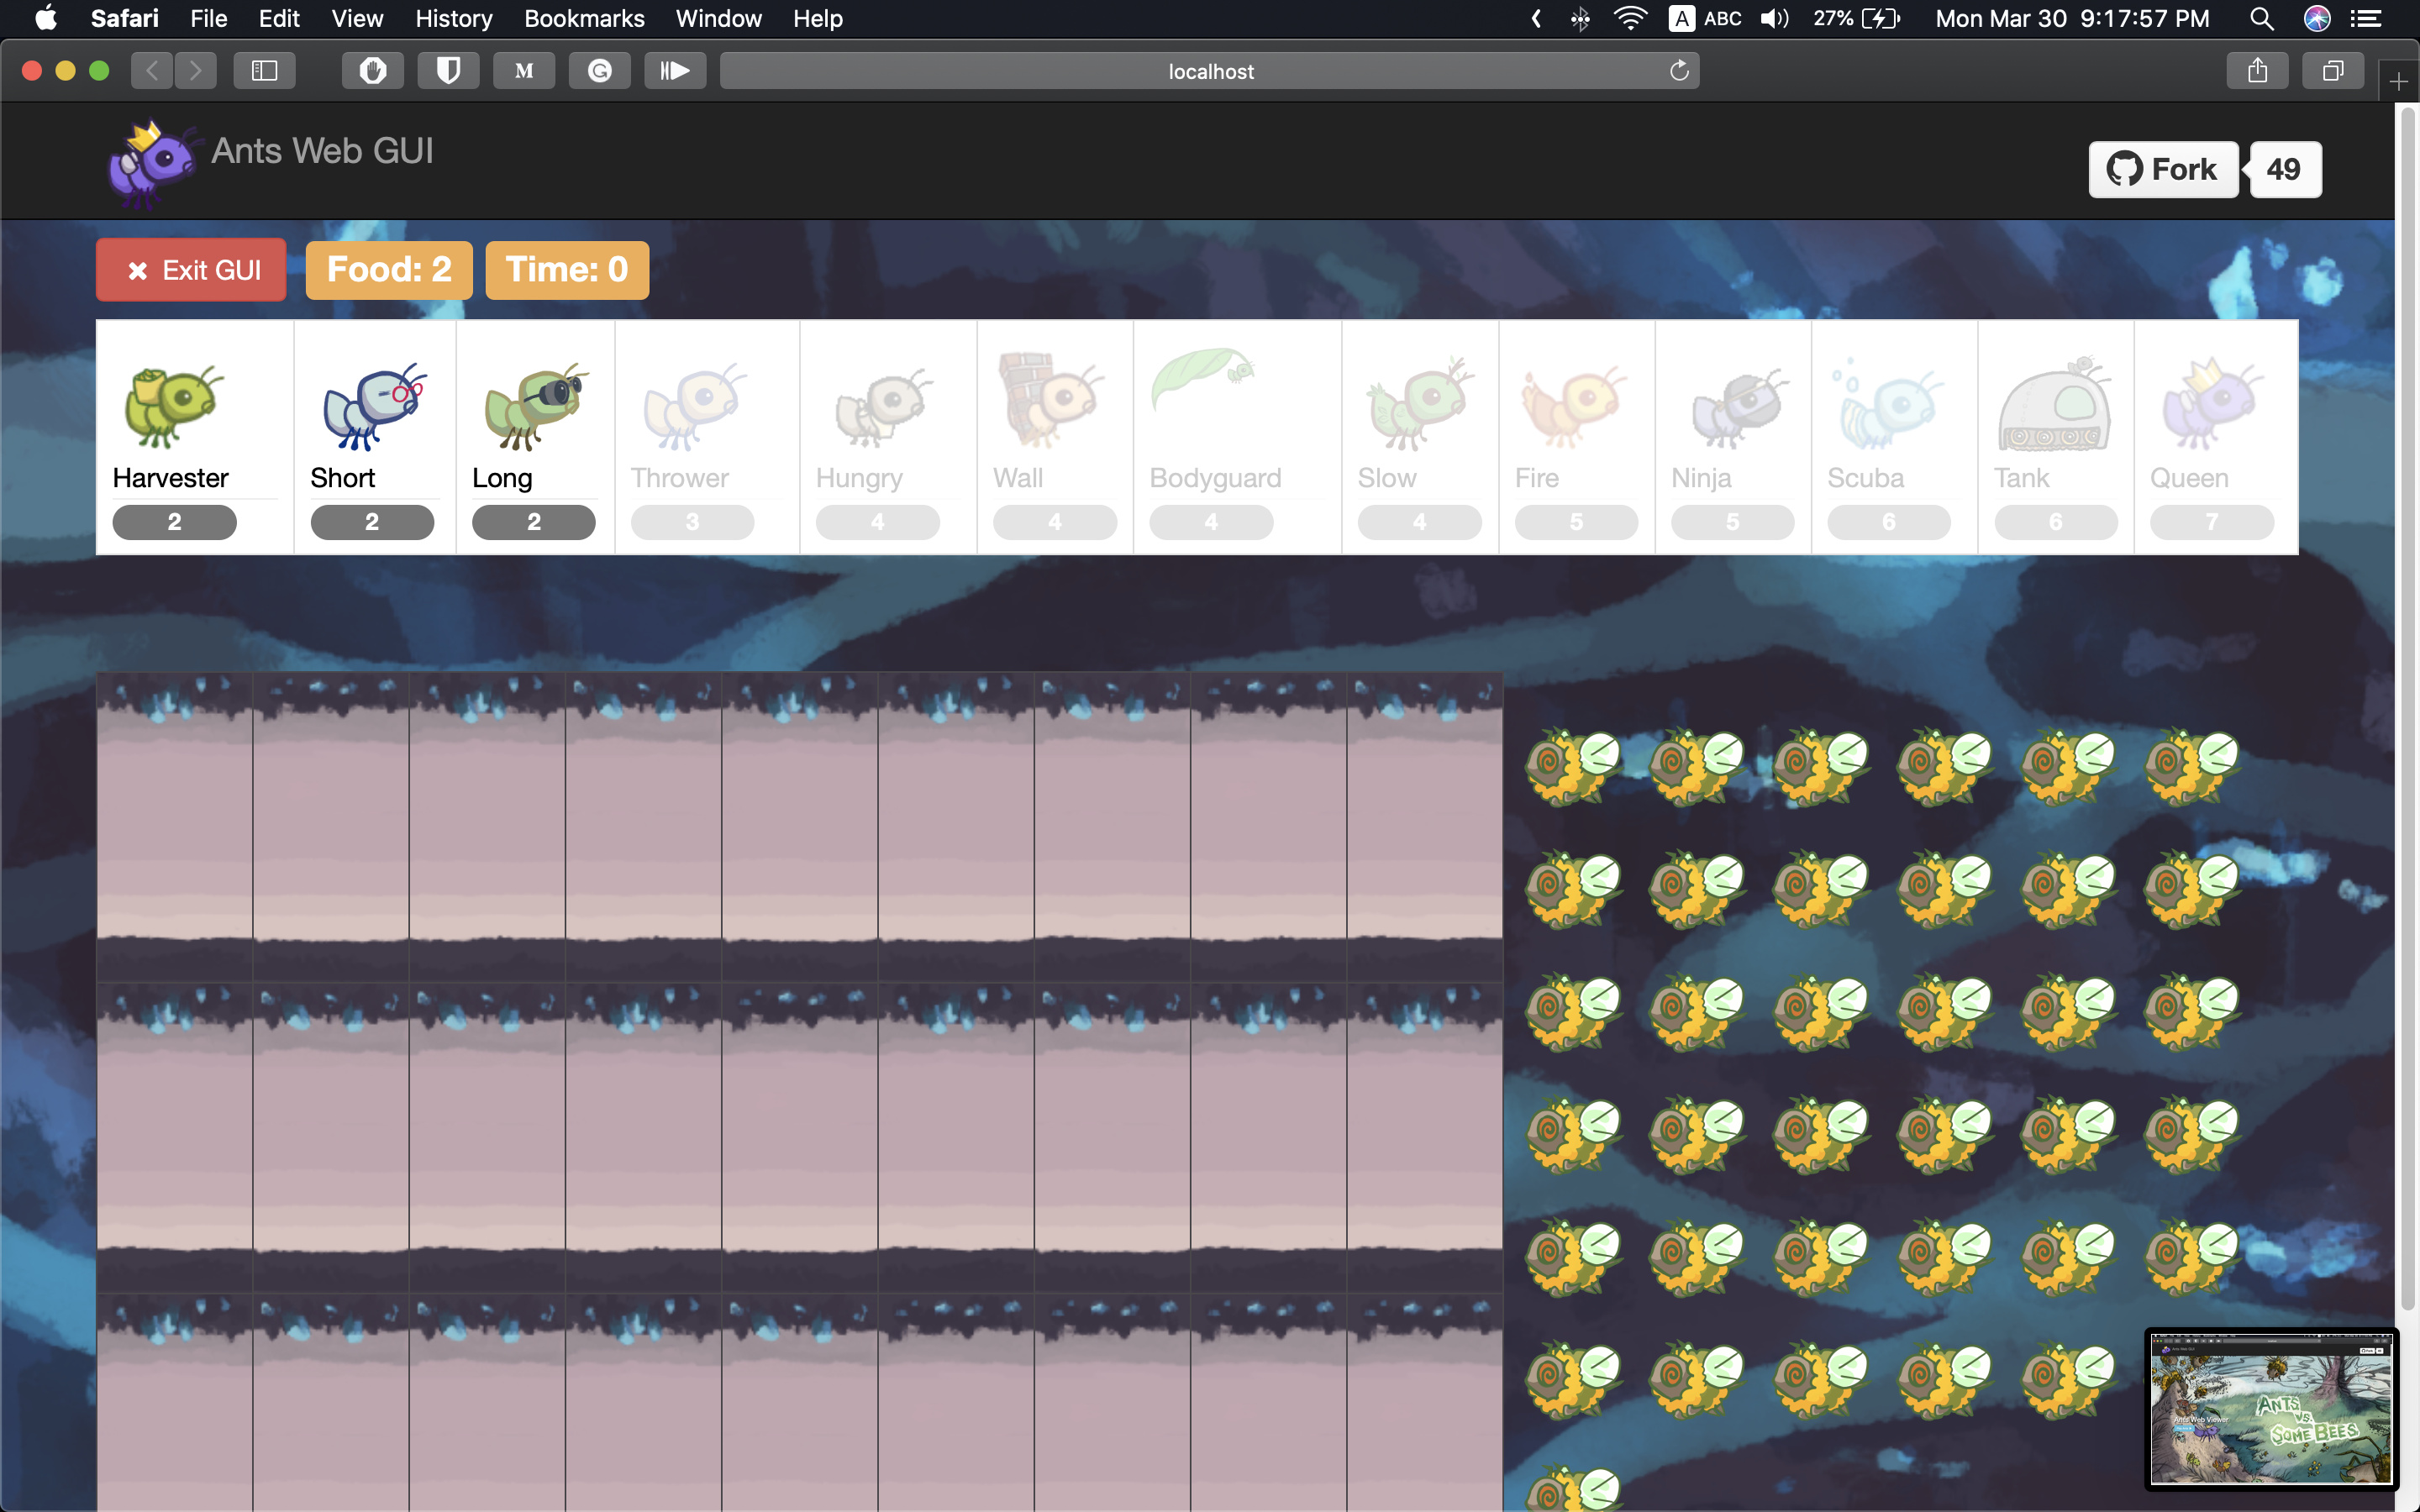 Safari File Edit View History Bookmarks Window Help A ABC 27% Mon Mar 30 9:17:57 PM
M G localhost
Ants Web GUI
Fork 49
Exit GUI Food: 2 Time: 0
Harvester Short Long Thrower Hungry Wall Bodyguard Slow Fire Ninja Scuba Tank Queen
2 2 2 3 4 4 4 4 5 5 6 6 7
Ants Web Viewer
ANTS
VS.
SOME BEES